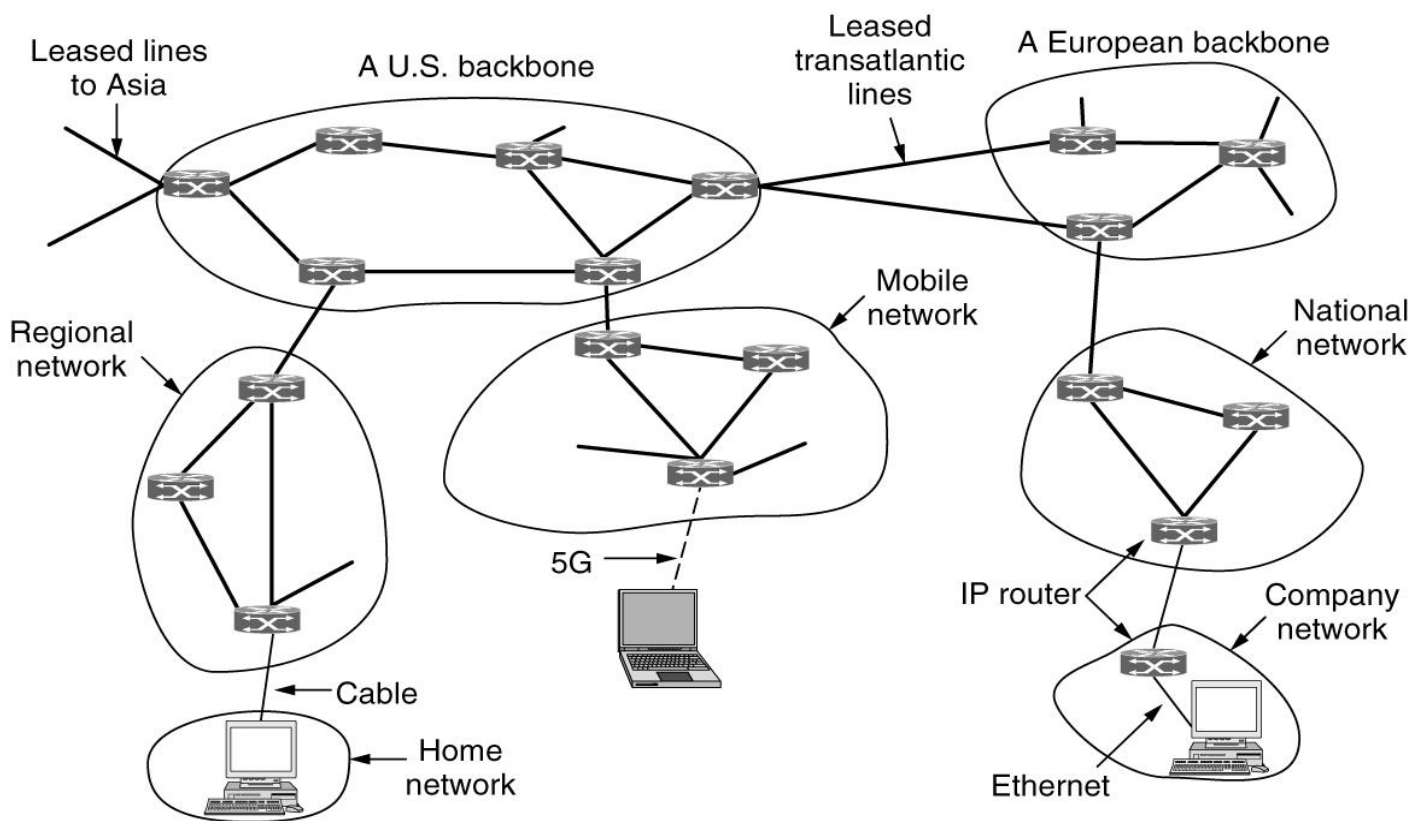 Leased lines
to Asia
A U.S. backbone
Leased
transatlantic
lines
A European backbone
Regional
network
Mobile
network
National
network
5G
IP router
Company
network
Cable
Home
network
Ethernet